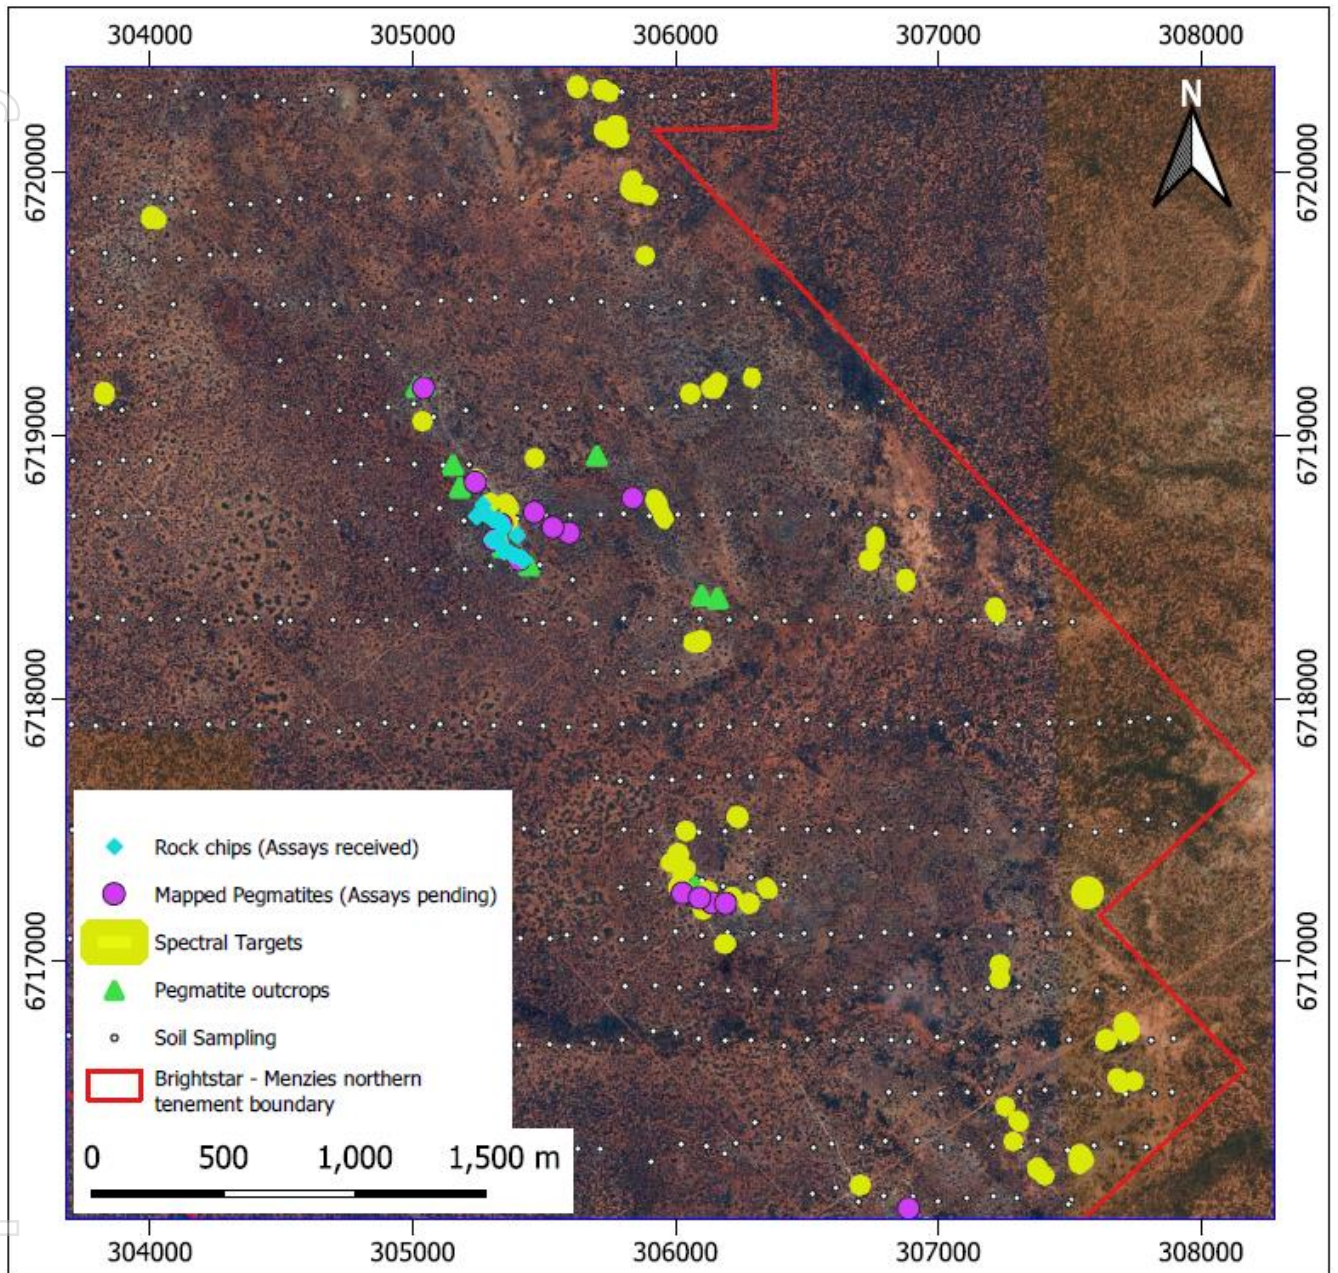 304000 305000 306000 307000 308000
N
6720000 6720000
6719000 6719000
6718000 6718000
6717000 6717000
Rock chips (Assays received)
Mapped Pegmatites (Assays pending)
Spectral Targets
Pegmatite outcrops
Soil Sampling
Brightstar - Menzies northern
tenement boundary
0 500 1,000 1,500 m
304000 305000 306000 307000 308000